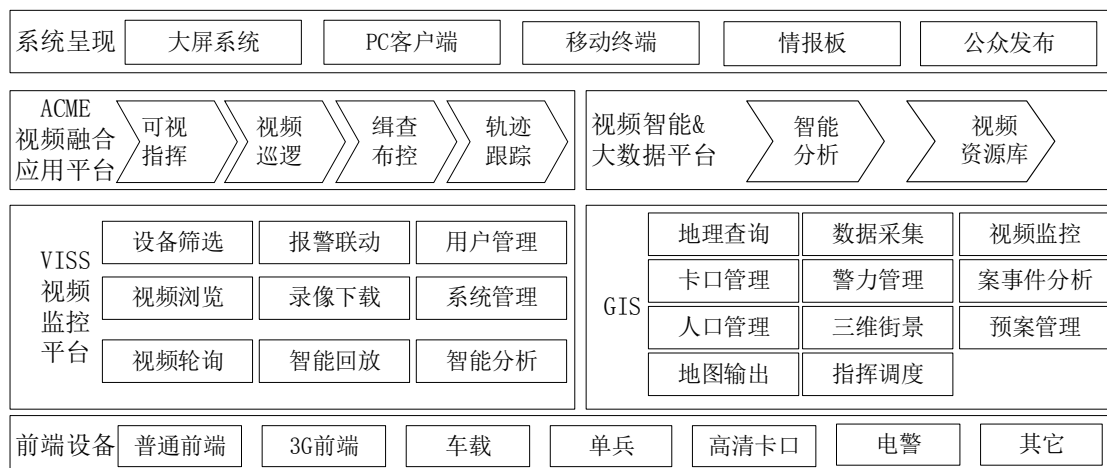 系统呈现
大屏系统
PC客户端
移动终端
情报板
公众发布
ACME
视频融合
应用平台
可视
指挥
视频
巡逻
缉查
布控
轨迹
跟踪
视频智能&
大数据平台
智能
分析
视频
资源库
VISS
视频
监控
平台
设备筛选
报警联动
用户管理
视频浏览
录像下载
系统管理
视频轮询
智能回放
智能分析
GIS
地理查询
数据采集
视频监控
卡口管理
警力管理
案事件分析
人口管理
三维街景
预案管理
地图输出
指挥调度
前端设备
普通前端
3G前端
车载
单兵
高清卡口
电警
其它